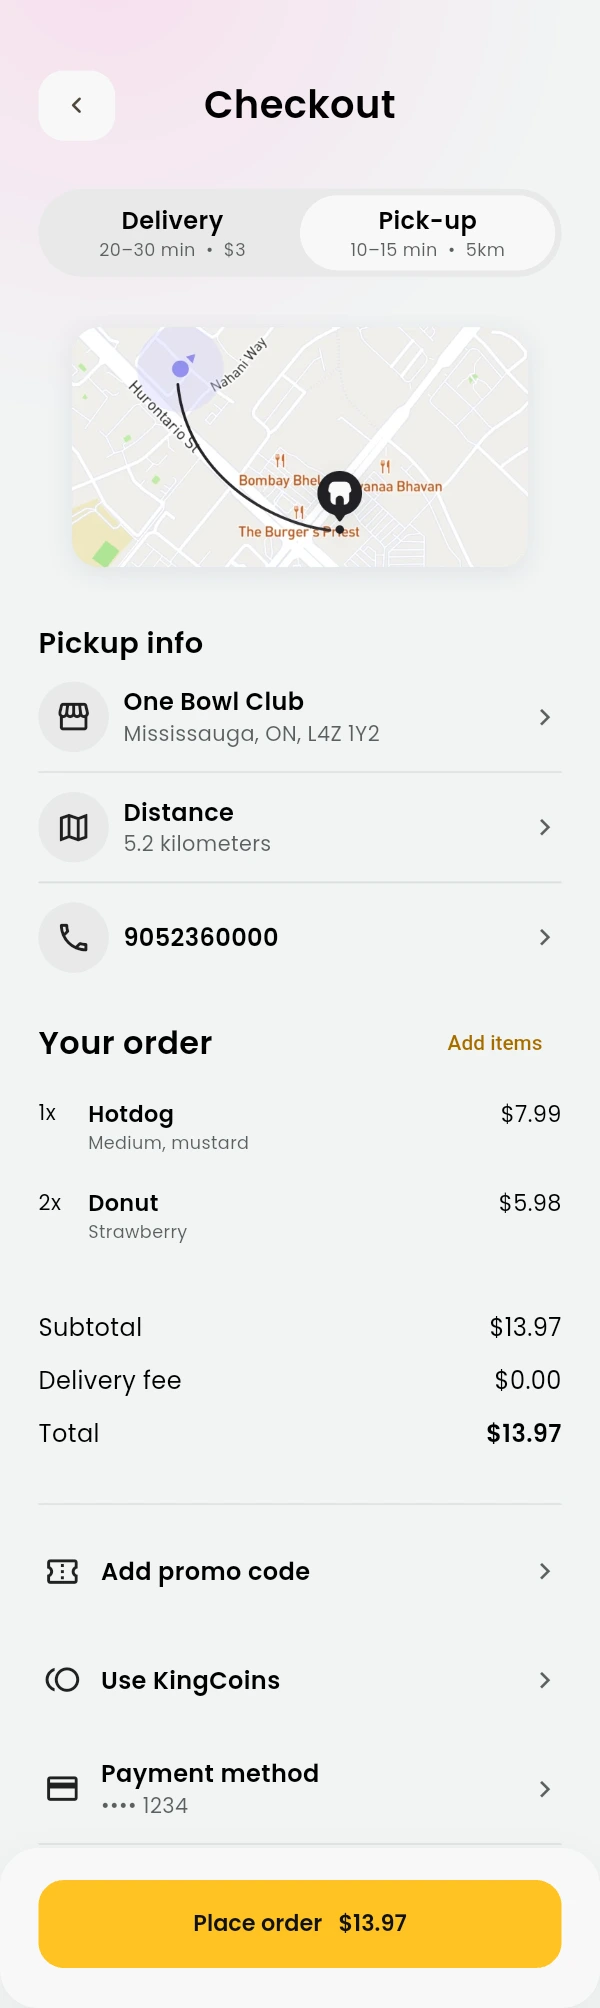 Checkout
Delivery
20–30 min • $3
Pick-up
10–15 min • 5km
Nahani Way
Hurontario St
Bombay Bhel
vanaa Bhavan
The Burger's Priest
Pickup info
One Bowl Club
Mississauga, ON, L4Z 1Y2
Distance
5.2 kilometers
9052360000
Your order
Add items
1x Hotdog $7.99
Medium, mustard
2x Donut $5.98
Strawberry
Subtotal $13.97
Delivery fee $0.00
Total $13.97
Add promo code
Use KingCoins
Payment method
•••• 1234
Place order $13.97